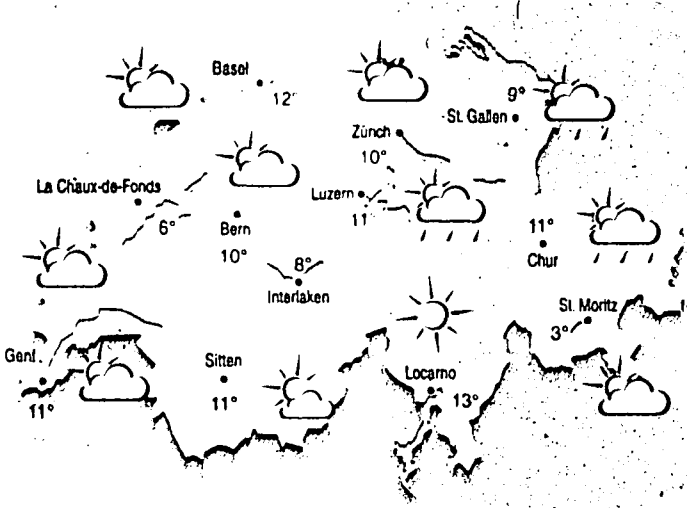 Basel
12°
9°
St. Gallen
Zürich
10°
La Chaux-de-Fonds
6°
Luzern
11
Bern
10°
11°
Chur
8°
Interlaken
St. Moritz
3°
Genf
11°
Sitten
11°
Locarno
13°